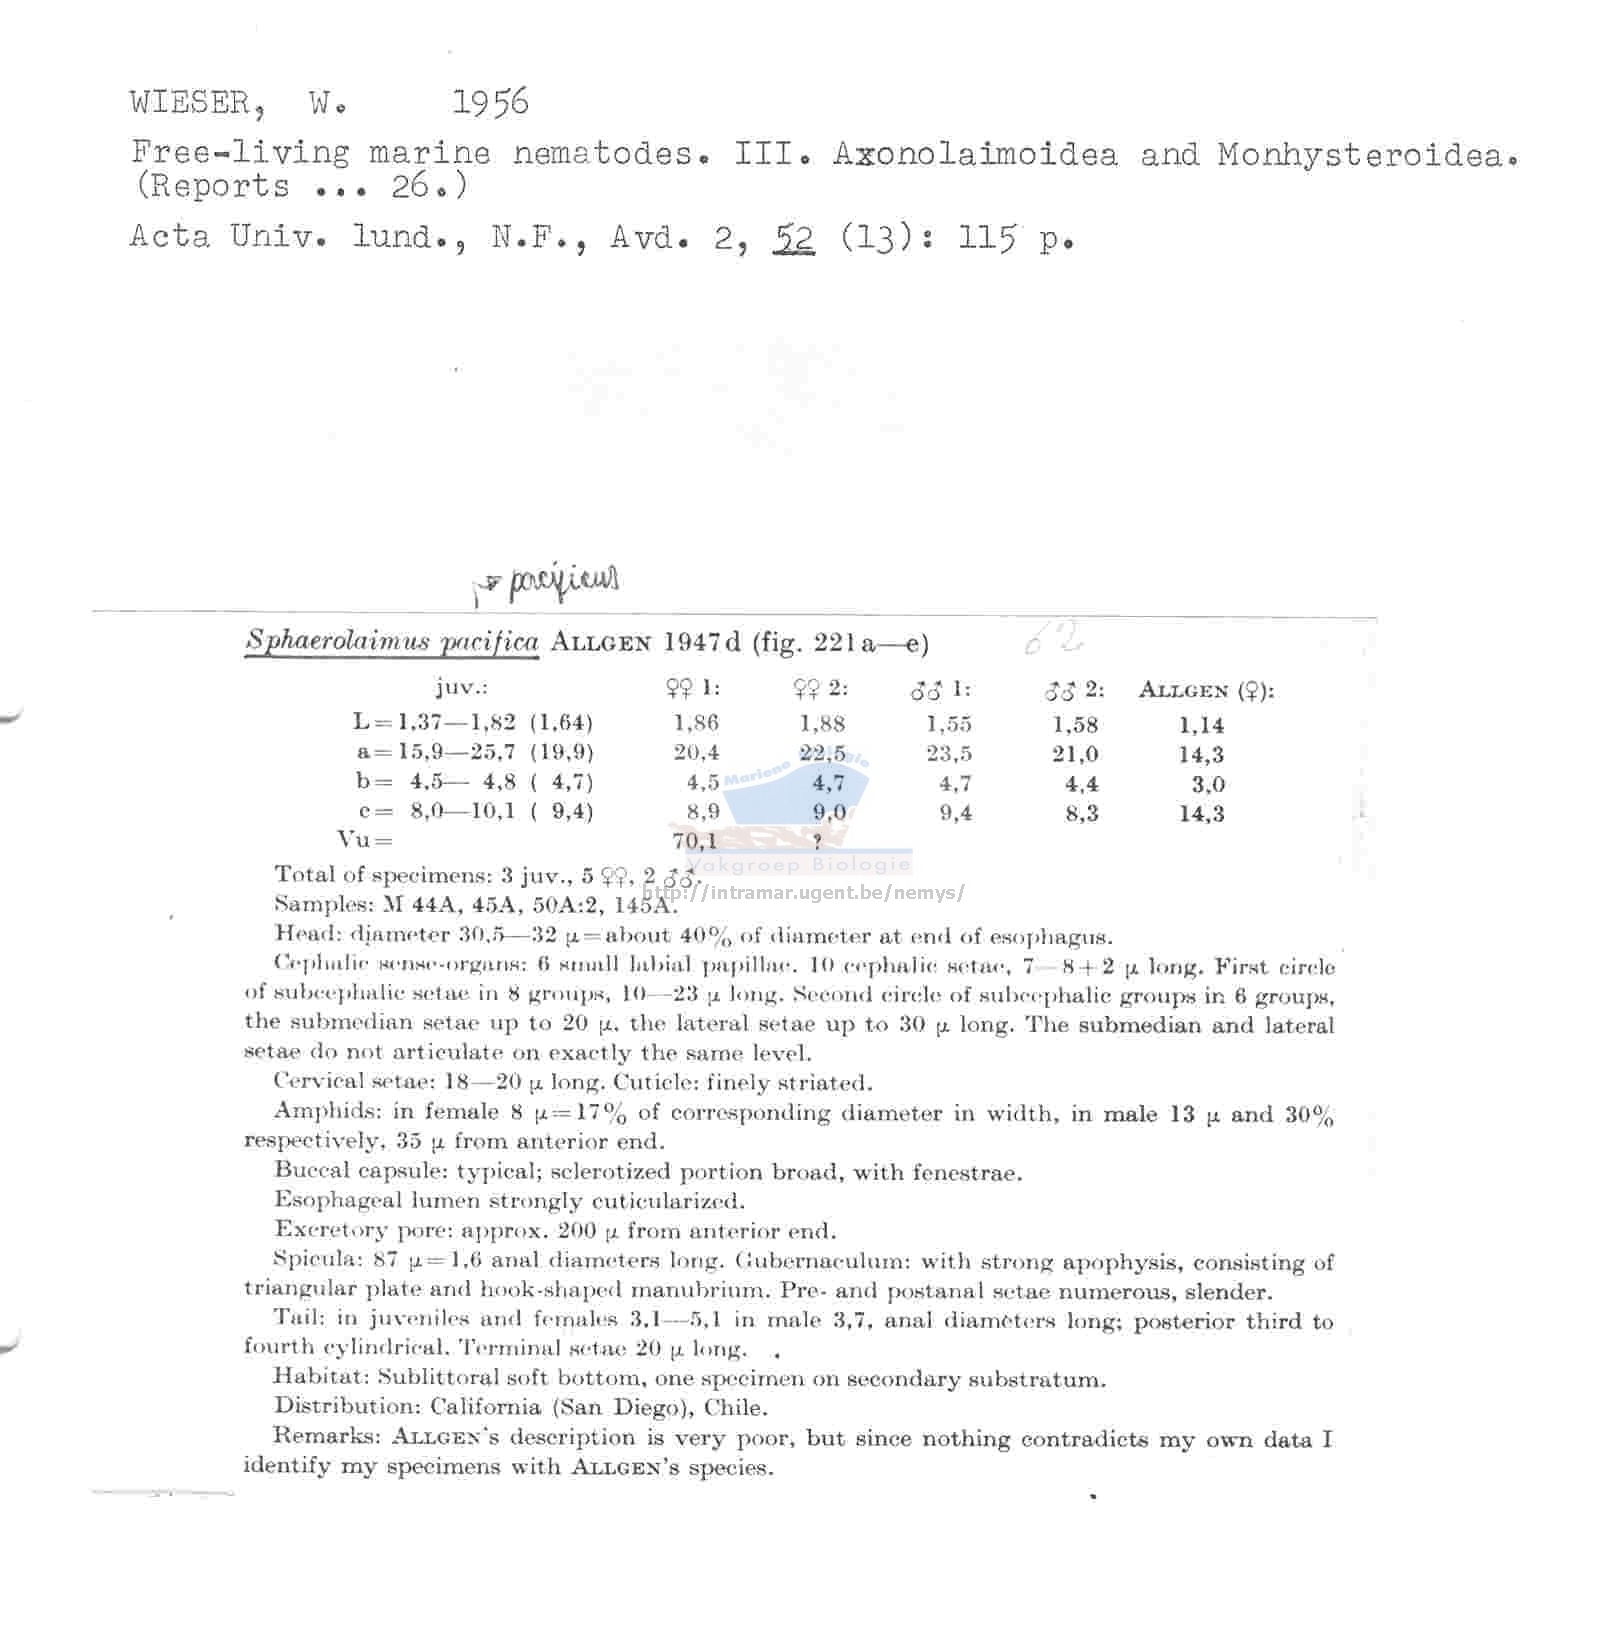 WIESER, W. 1956
Free-living marine nematodes. III. Axonolaimoidea and Monhysteroidea.
(Reports ... 26.)
Acta Univ. lund., N.F., Avd. 2, 52 (13): 115 p.
pacificus
Sphaerolaimus pacifica ALLGEN 1947d (fig. 221 a—e) 62
juv.: ♀♀ 1: ♀♀ 2: ♂♂ 1: ♂♂ 2: ALLGEN (♀):
L=1,37—1,82 (1,64) 1,86 1,88 1,55 1,58 1,14
a=15,9—25,7 (19,9) 20,4 22,5 23,5 21,0 14,3
b= 4,5— 4,8 ( 4,7) 4,5 4,7 4,7 4,4 3,0
c= 8,0—10,1 ( 9,4) 8,9 9,0 9,4 8,3 14,3
Vu= 70,1 ?
Mariene Biologie
Vakgroep Biologie
http://intramar.ugent.be/nemys/
Total of specimens: 3 juv., 5 ♀♀, 2 ♂♂.
Samples: M 44A, 45A, 50A:2, 145A.
Head: diameter 30,5—32 μ=about 40% of diameter at end of esophagus.
Cephalic sense-organs: 6 small labial papillae. 10 cephalic setae, 7—8+2 μ long. First circle
of subcephalic setae in 8 groups, 10—23 μ long. Second circle of subcephalic groups in 6 groups,
the submedian setae up to 20 μ, the lateral setae up to 30 μ long. The submedian and lateral
setae do not articulate on exactly the same level.
Cervical setae: 18—20 μ long. Cuticle: finely striated.
Amphids: in female 8 μ=17% of corresponding diameter in width, in male 13 μ and 30%
respectively, 35 μ from anterior end.
Buccal capsule: typical; sclerotized portion broad, with fenestrae.
Esophageal lumen strongly cuticularized.
Excretory pore: approx. 200 μ from anterior end.
Spicula: 87 μ=1,6 anal diameters long. Gubernaculum: with strong apophysis, consisting of
triangular plate and hook-shaped manubrium. Pre- and postanal setae numerous, slender.
Tail: in juveniles and females 3,1—5,1 in male 3,7, anal diameters long; posterior third to
fourth cylindrical. Terminal setae 20 μ long.
Habitat: Sublittoral soft bottom, one specimen on secondary substratum.
Distribution: California (San Diego), Chile.
Remarks: ALLGEN's description is very poor, but since nothing contradicts my own data I
identify my specimens with ALLGEN's species.